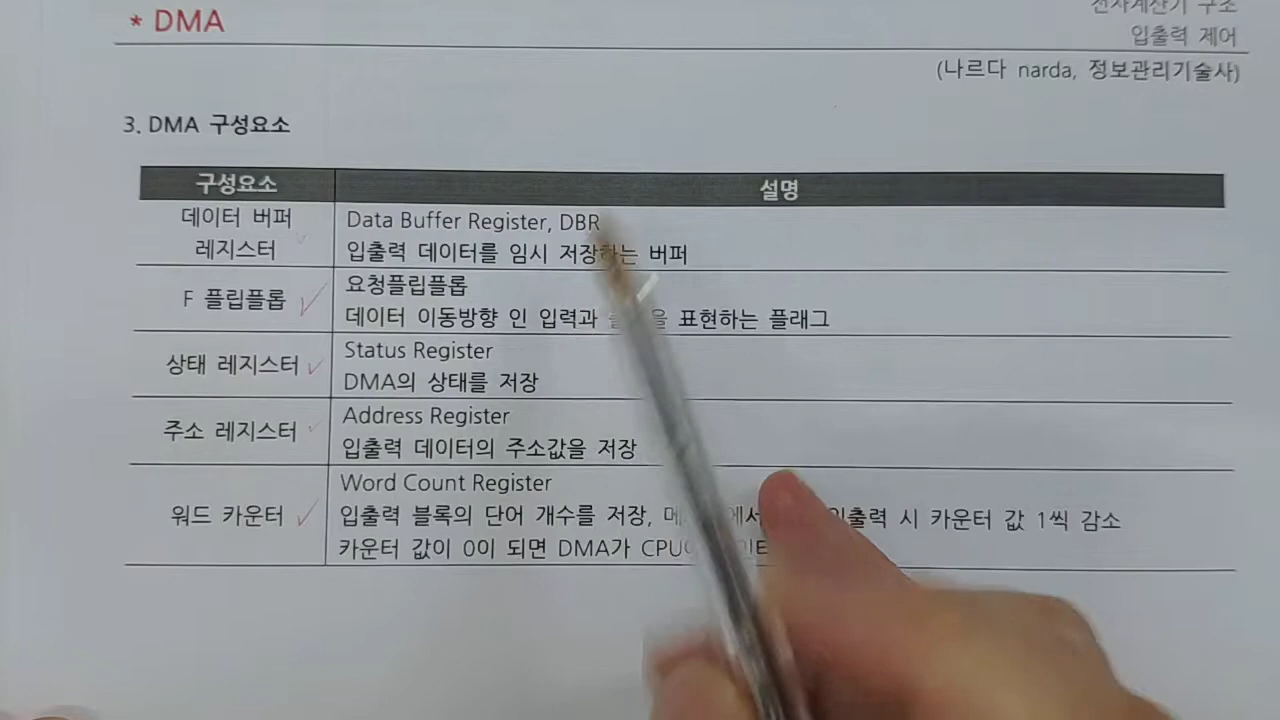 * DMA
전자계산기 구조
입출력 제어
(나르다 narda, 정보관리기술사)
3. DMA 구성요소
구성요소 설명
데이터 버퍼 레지스터
Data Buffer Register, DBR
입출력 데이터를 임시 저장하는 버퍼
F 플립플롭
요청플립플롭
데이터 이동방향 인 입력과 표현하는 플래그
상태 레지스터
Status Register
DMA의 상태를 저장
주소 레지스터
Address Register
입출력 데이터의 주소값을 저장
워드 카운터
Word Count Register
입출력 블록의 단어 개수를 저장, 입출력 시 카운터 값 1씩 감소
카운터 값이 0이 되면 DMA가